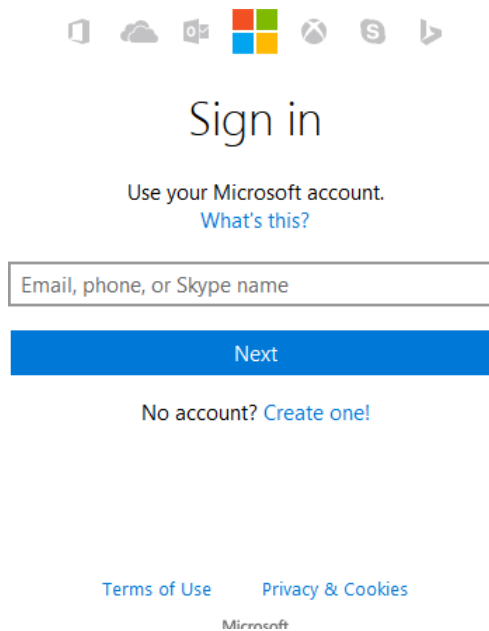 Sign in
Use your Microsoft account.
What's this?
Email, phone, or Skype name
Next
No account? Create one!
Terms of Use Privacy & Cookies
Microsoft